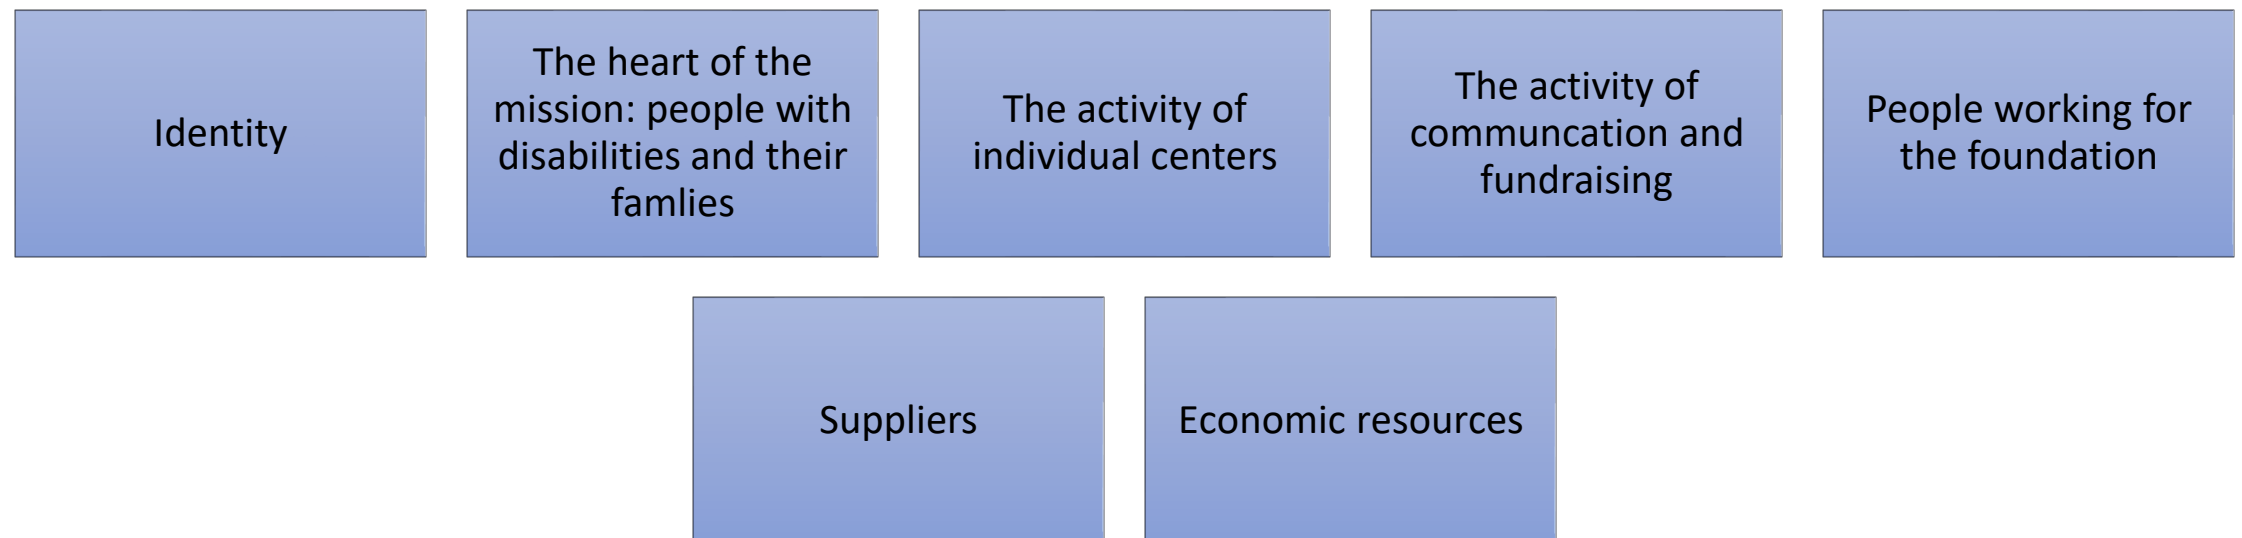 Identity
The heart of the
mission: people with
disabilities and their
famlies
The activity of
individual centers
The activity of
communcation and
fundraising
People working for
the foundation
Suppliers
Economic resources